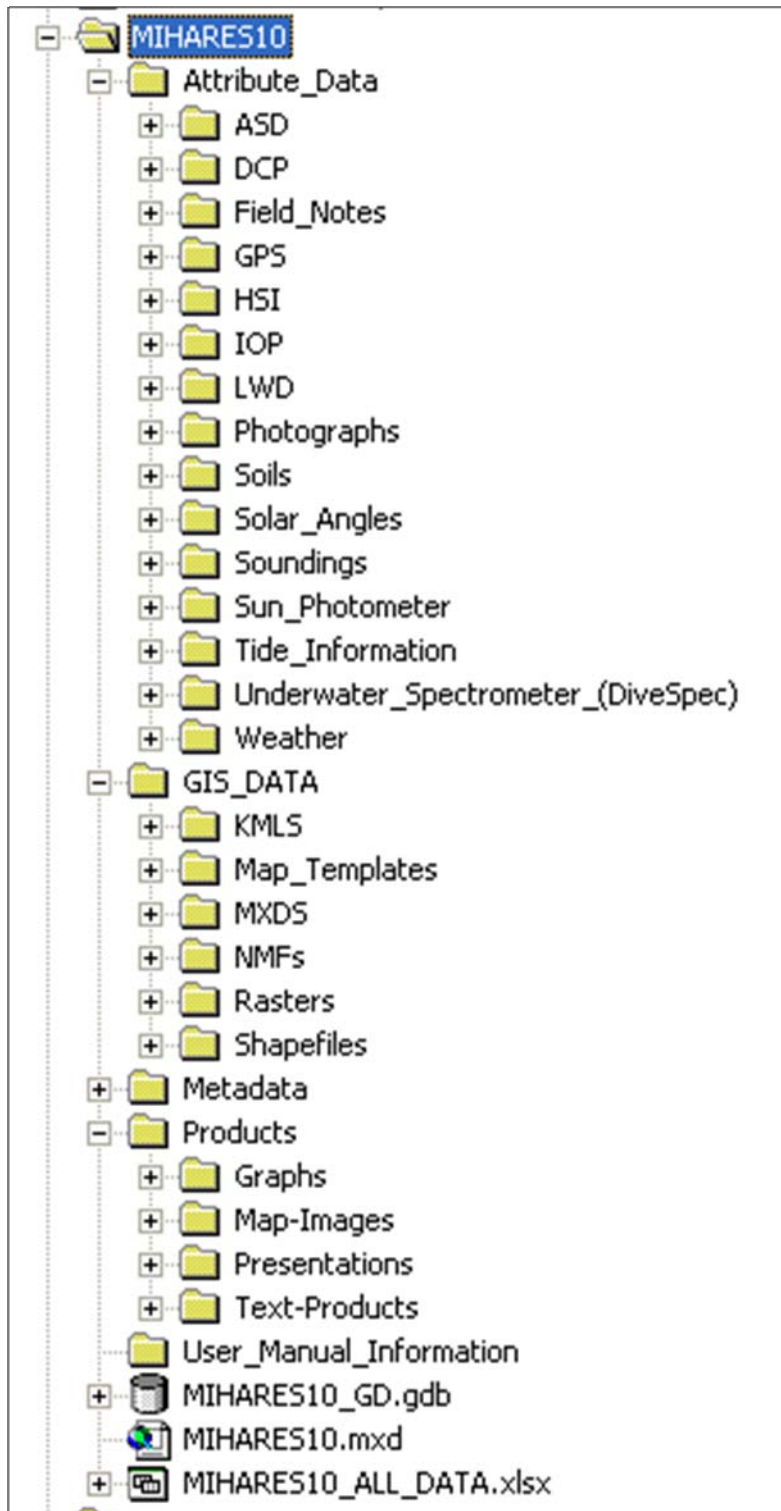 MIHARES10
Attribute_Data
ASD
DCP
Field_Notes
GPS
HSI
IOP
LWD
Photographs
Soils
Solar_Angles
Soundings
Sun_Photometer
Tide_Information
Underwater_Spectrometer_(DiveSpec)
Weather
GIS_DATA
KMLS
Map_Templates
MXDS
NMFs
Rasters
Shapefiles
Metadata
Products
Graphs
Map-Images
Presentations
Text-Products
User_Manual_Information
MIHARES10_GD.gdb
MIHARES10.mxd
MIHARES10_ALL_DATA.xlsx